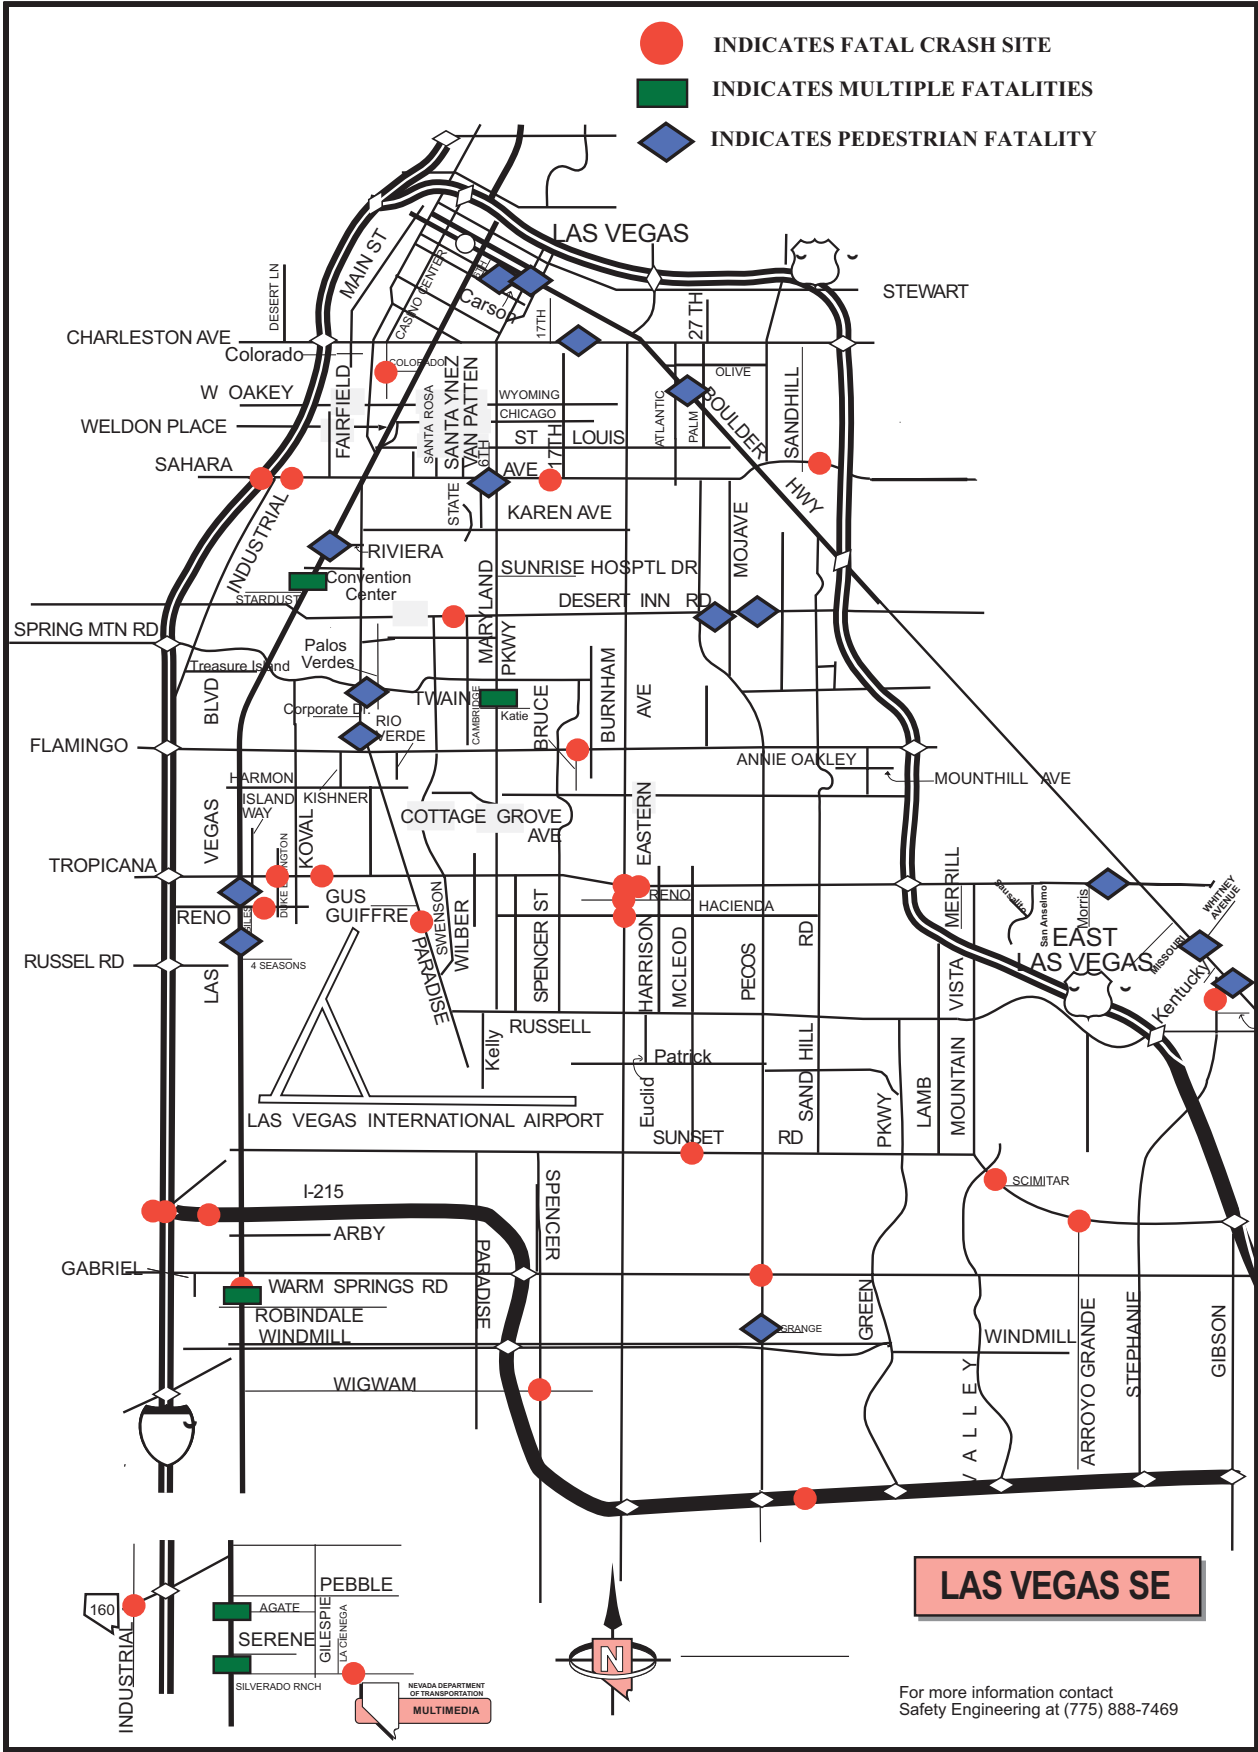 INDICATES FATAL CRASH SITE
INDICATES MULTIPLE FATALITIES
INDICATES PEDESTRIAN FATALITY
LAS VEGAS
MAIN ST
CASINO CENTER
Carson
STEWART
DESERT LN
17TH
27 TH
CHARLESTON AVE
Colorado
COLORADO
OLIVE
W OAKEY
FAIRFIELD
SANTA ROSA
SANTA YNEZ
VAN PATTEN
WYOMING
CHICAGO
ATLANTIC
PALM
BOULDER
HWY
SANDHILL
WELDON PLACE
ST LOUIS
6TH
17TH
SAHARA
AVE
INDUSTRIAL
STATE
KAREN AVE
MOJAVE
RIVIERA
SUNRISE HOSPTL DR
Convention
Center
STARDUST
DESERT INN RD
MARYLAND
PKWY
SPRING MTN RD
Palos
Verdes
Treasure Island
BLVD
Corporate Dr.
TWAIN
CAMBRIDGE
Katie
BRUCE
BURNHAM
AVE
RIO
VERDE
FLAMINGO
ANNIE OAKLEY
MOUNTHILL AVE
HARMON
ISLAND
WAY
KISHNER
VEGAS
KOVAL
COTTAGE GROVE
AVE
EASTERN
TROPICANA
DUKE ELLINGTON
GUS
GUIFFRE
RENO
GILES
SWENSON
WILBER
SPENCER ST
RENO
HACIENDA
HARRISON
MCLEOD
PECOS
RD
MERRILL
Sausalito
San Anselmo
Morris
WHITNEY
AVENUE
EAST
LAS VEGAS
MISSOURI
Kentucky
RUSSEL RD
4 SEASONS
LAS
PARADISE
VISTA
RUSSELL
Kelly
Patrick
Euclid
SAND HILL
PKWY
LAMB
MOUNTAIN
LAS VEGAS INTERNATIONAL AIRPORT
SUNSET RD
SCIMITAR
I-215
SPENCER
ARBY
PARADISE
GABRIEL
WARM SPRINGS RD
ROBINDALE
WINDMILL
GRANGE
GREEN
VALLEY
WINDMILL
ARROYO GRANDE
STEPHANIE
GIBSON
WIGWAM
160
INDUSTRIAL
PEBBLE
AGATE
SERENE
GILESPIE
LA CIENEGA
SILVERADO RNCH
NEVADA DEPARTMENT
OF TRANSPORTATION
MULTIMEDIA
N
LAS VEGAS SE
For more information contact
Safety Engineering at (775) 888-7469